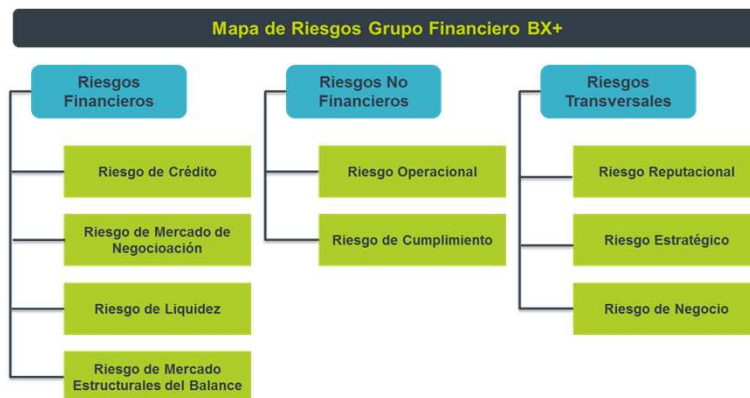 Mapa de Riesgos Grupo Financiero BX+
Riesgos
Financieros
Riesgo de Crédito
Riesgo de Mercado de
Negocioación
Riesgo de Liquidez
Riesgo de Mercado
Estructurales del Balance
Riesgos No
Financieros
Riesgo Operacional
Riesgo de Cumplimiento
Riesgos
Transversales
Riesgo Reputacional
Riesgo Estratégico
Riesgo de Negocio